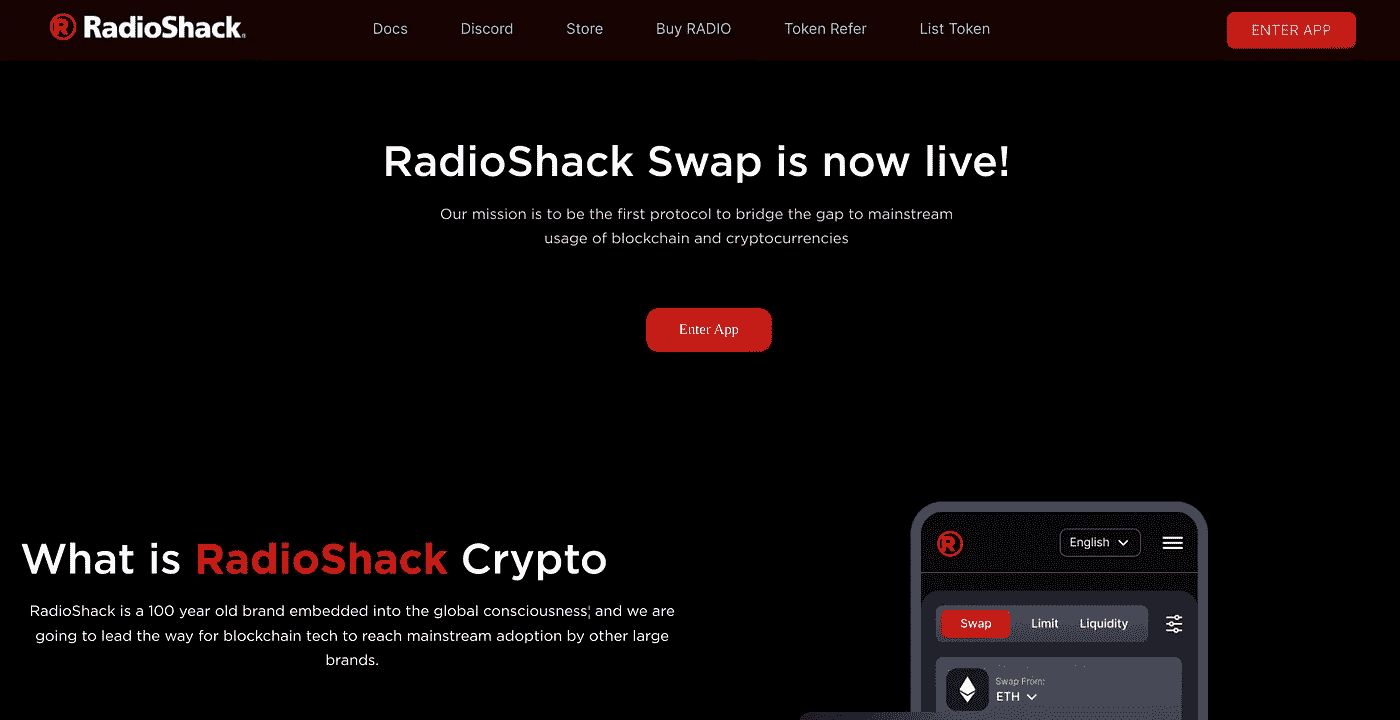 RadioShack.
Docs
Discord
Store
Buy RADIO
Token Refer
List Token
ENTER APP
RadioShack Swap is now live!
Our mission is to be the first protocol to bridge the gap to mainstream
usage of blockchain and cryptocurrencies
Enter App
What is RadioShack Crypto
RadioShack is a 100 year old brand embedded into the global consciousness¦ and we are
going to lead the way for blockchain tech to reach mainstream adoption by other large
brands.
English
Swap
Limit
Liquidity
Swap From:
ETH